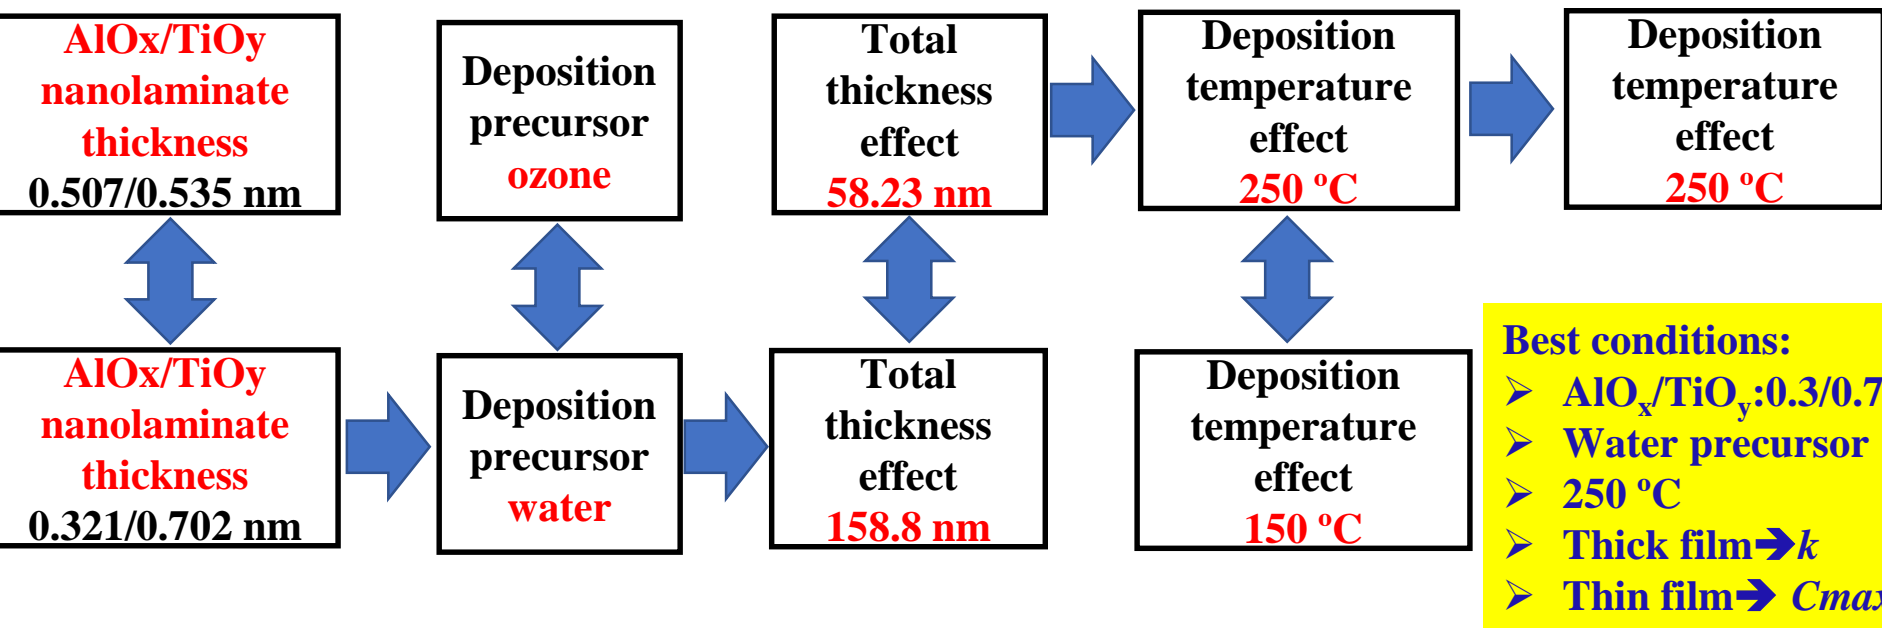 AlOx/TiOy
nanolaminate
thickness
0.507/0.535 nm
Deposition
precursor
ozone
Total
thickness
effect
58.23 nm
Deposition
temperature
effect
250 ºC
Deposition
temperature
effect
250 ºC
AlOx/TiOy
nanolaminate
thickness
0.321/0.702 nm
Deposition
precursor
water
Total
thickness
effect
158.8 nm
Deposition
temperature
effect
150 ºC
Best conditions:
➢ AlOₓ/TiOᵧ:0.3/0.7
➢ Water precursor
➢ 250 ºC
➢ Thick film➔k
➢ Thin film➔ Cmax